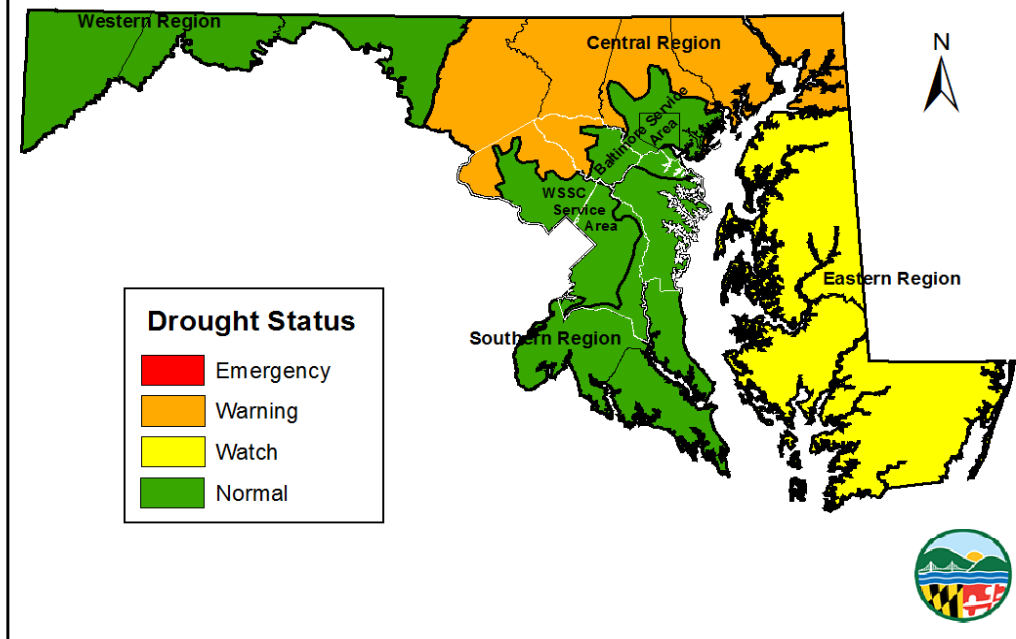 Western Region
Central Region
N
Baltimore Service
Area
WSSC
Service
Area
Eastern Region
Southern Region
Drought Status
Emergency
Warning
Watch
Normal